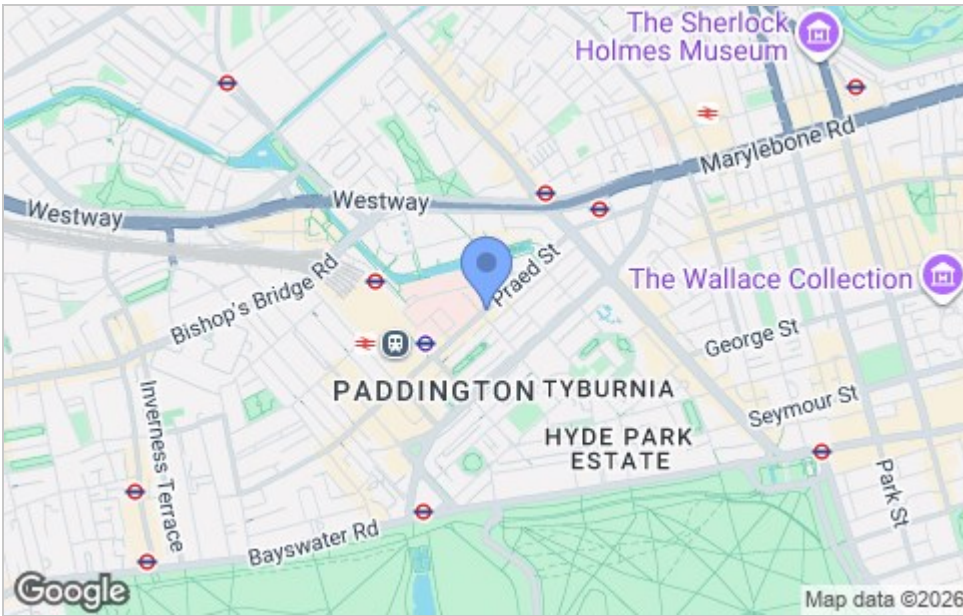 The Sherlock
Holmes Museum
Marylebone Rd
Westway
Westway
Praed St
The Wallace Collection
Bishop's Bridge Rd
George St
PADDINGTON
TYBURNIA
Inverness Terrace
Seymour St
HYDE PARK
ESTATE
Park St
Bayswater Rd
Google
Map data ©2026